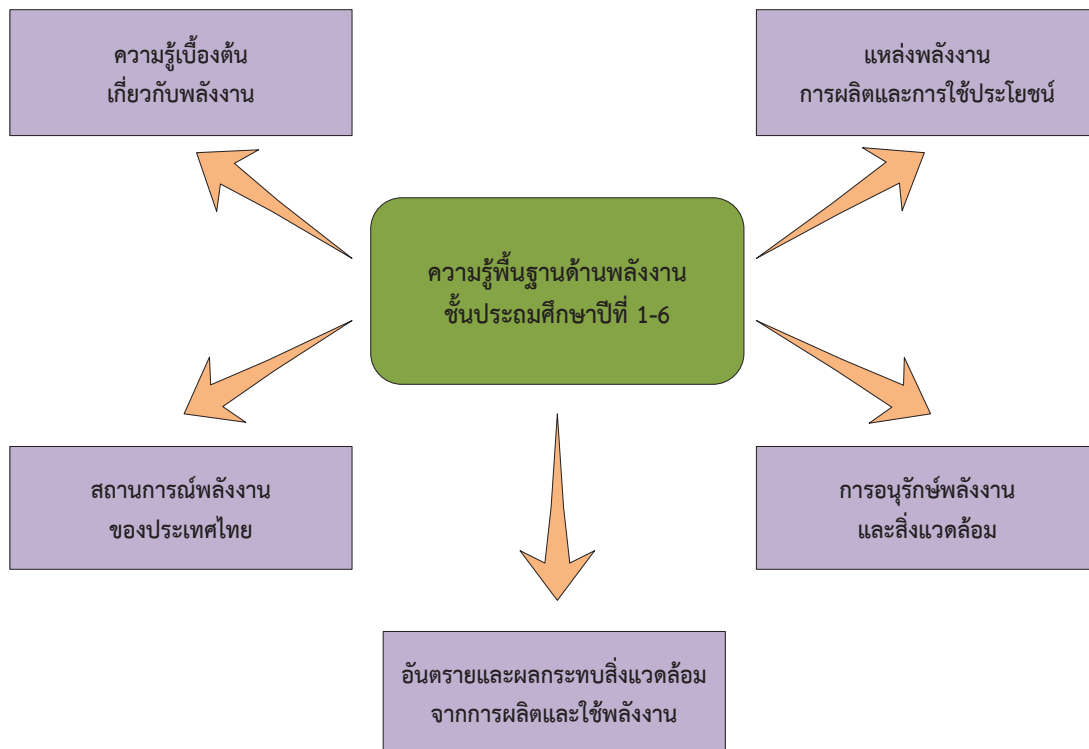 ความรู้เบื้องต้น
เกี่ยวกับพลังงาน
แหล่งพลังงาน
การผลิตและการใช้ประโยชน์
ความรู้พื้นฐานด้านพลังงาน
ชั้นประถมศึกษาปีที่ 1-6
สถานการณ์พลังงาน
ของประเทศไทย
การอนุรักษ์พลังงาน
และสิ่งแวดล้อม
อันตรายและผลกระทบสิ่งแวดล้อม
จากการผลิตและใช้พลังงาน